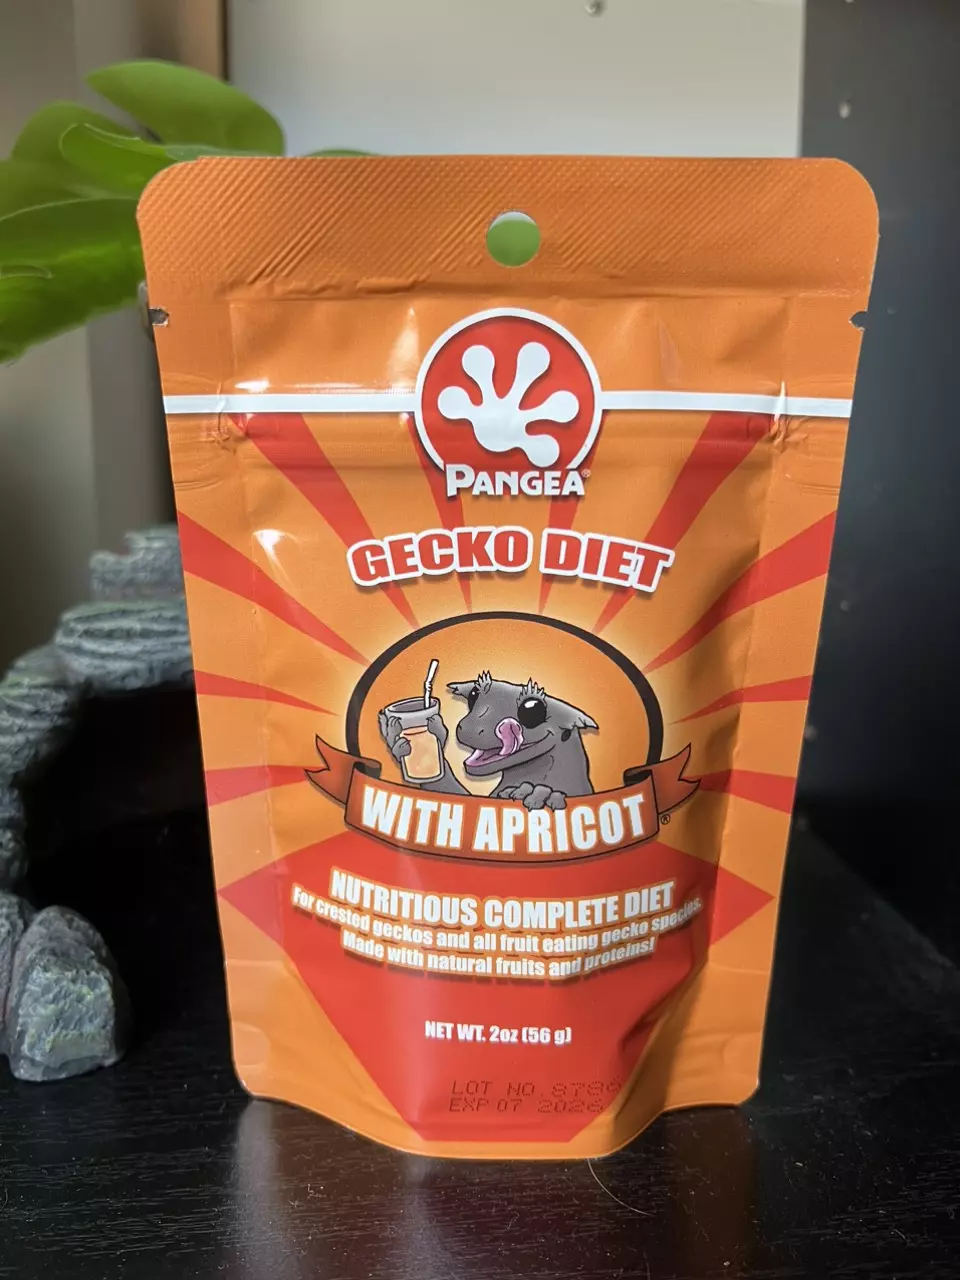 PANGEA®
GECKO DIET
WITH APRICOT®
NUTRITIOUS COMPLETE DIET
For crested geckos and all fruit eating gecko species.
Made with natural fruits and proteins!
NET WT. 2oz (56 g)
LOT NO 8789
EXP 07 2026